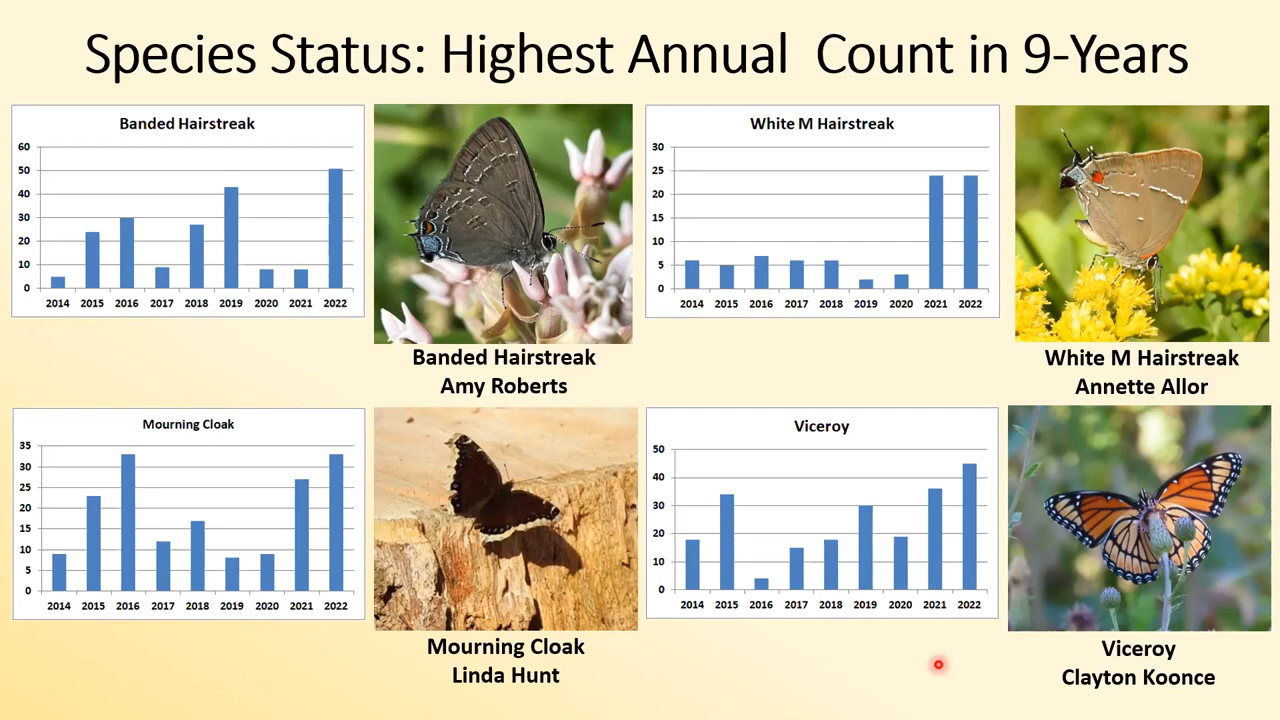 Species Status: Highest Annual  Count in 9-Years
Banded Hairstreak
60
50
40
30
20
10
0
2014 2015 2016 2017 2018 2019 2020 2021 2022
Banded Hairstreak
Amy Roberts
White M Hairstreak
30
25
20
15
10
5
0
2014 2015 2016 2017 2018 2019 2020 2021 2022
White M Hairstreak
Annette Allor
Mourning Cloak
35
30
25
20
15
10
5
0
2014 2015 2016 2017 2018 2019 2020 2021 2022
Mourning Cloak
Linda Hunt
Viceroy
50
40
30
20
10
0
2014 2015 2016 2017 2018 2019 2020 2021 2022
Viceroy
Clayton Koonce